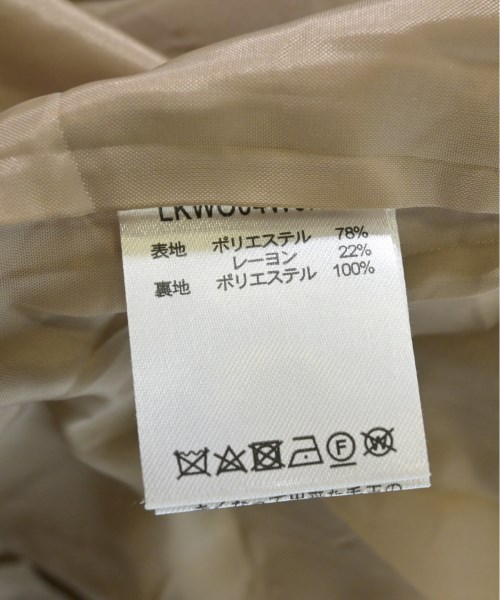 表地 ポリエステル 78%
レーヨン 22%
裏地 ポリエステル 100%
F
W